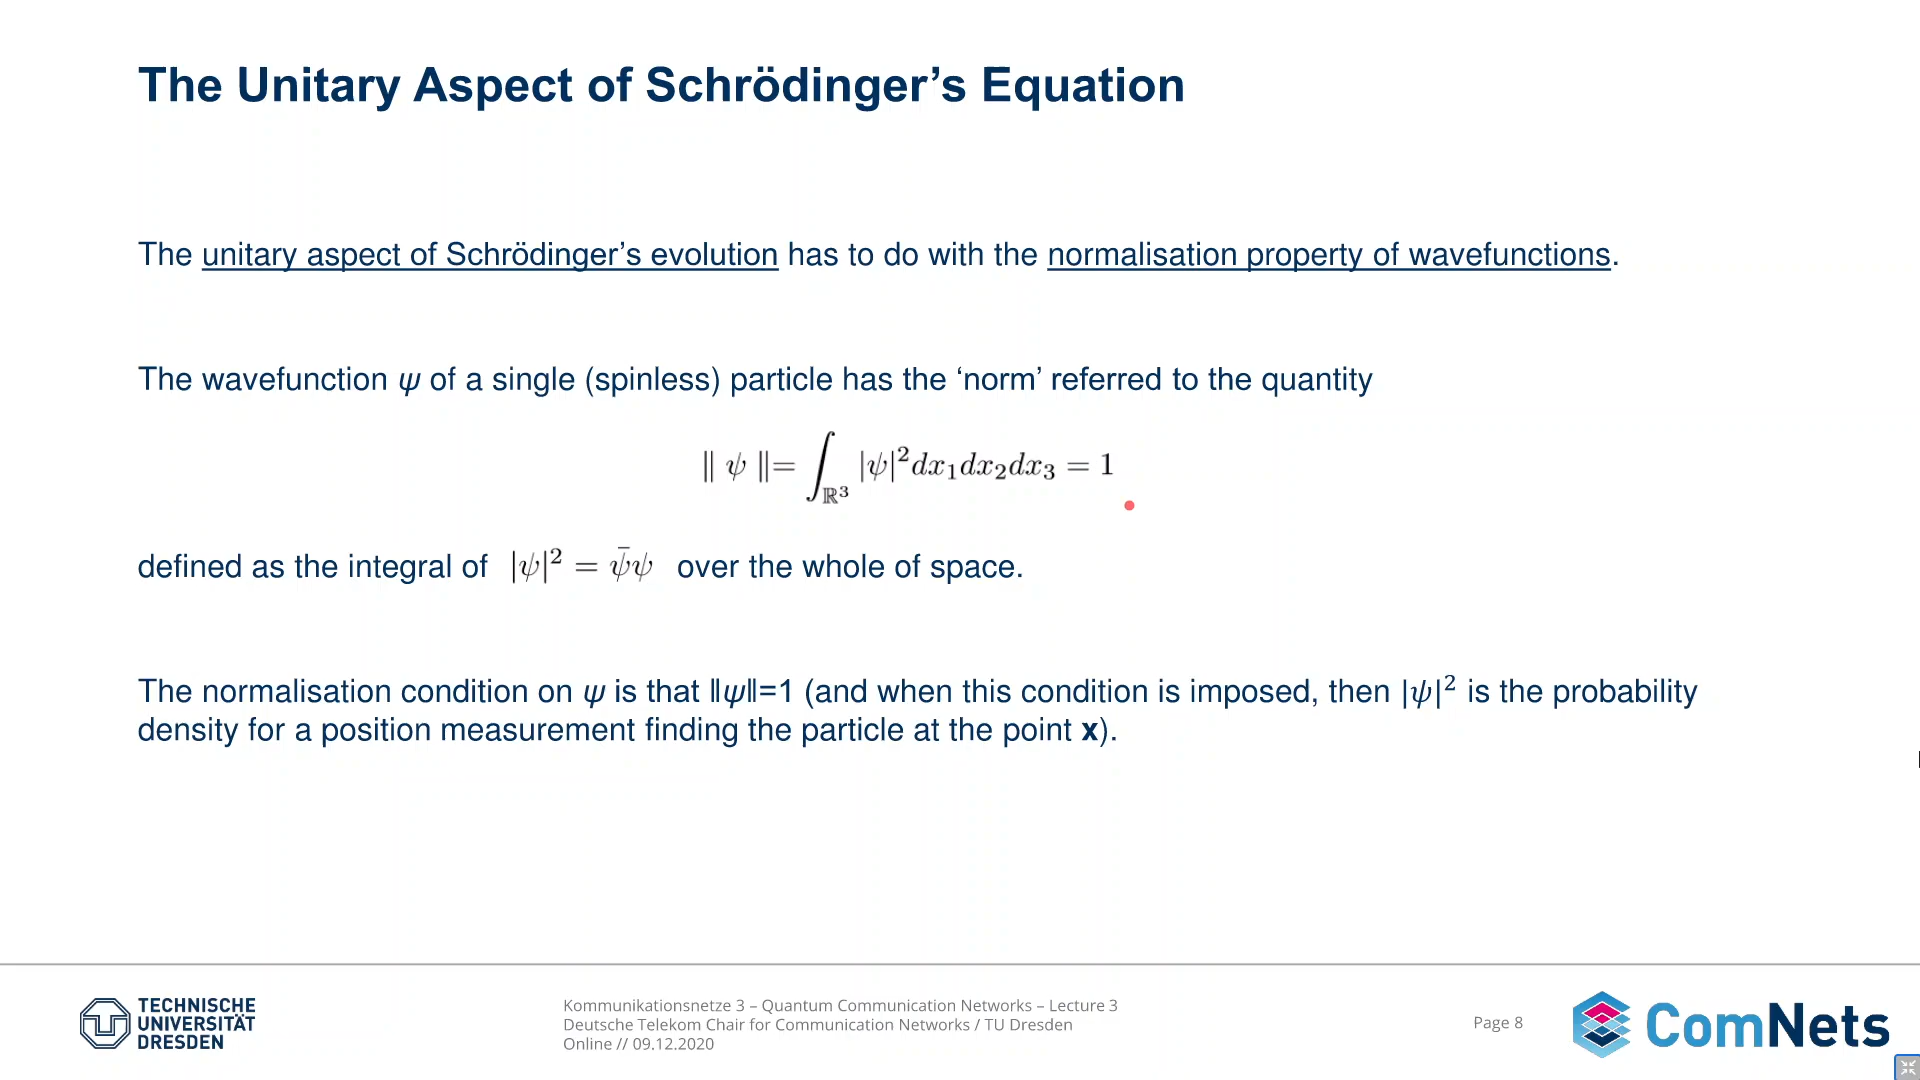 The Unitary Aspect of Schrödinger’s Equation
The unitary aspect of Schrödinger’s evolution has to do with the normalisation property of wavefunctions.
The wavefunction ψ of a single (spinless) particle has the ‘norm’ referred to the quantity
‖ ψ ‖= ∫_{ℝ³} |ψ|²dx₁dx₂dx₃ = 1
defined as the integral of |ψ|² = ψ̄ψ over the whole of space.
The normalisation condition on ψ is that ‖ψ‖=1 (and when this condition is imposed, then |ψ|² is the probability
density for a position measurement finding the particle at the point x).
TECHNISCHE
UNIVERSITÄT
DRESDEN
Kommunikationsnetze 3 – Quantum Communication Networks – Lecture 3
Deutsche Telekom Chair for Communication Networks / TU Dresden
Online // 09.12.2020
Page 8
ComNets